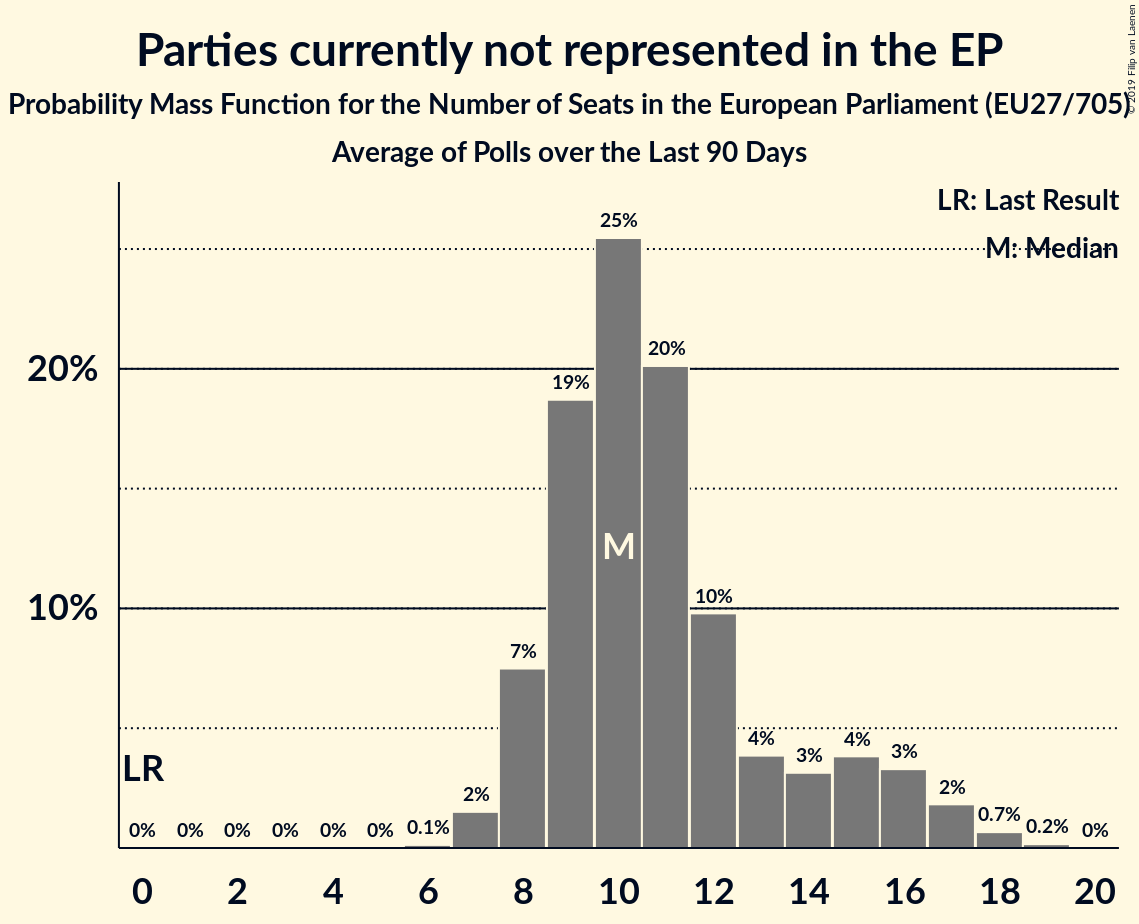 Parties currently not represented in the EP
Probability Mass Function for the Number of Seats in the European Parliament (EU27/705)
Average of Polls over the Last 90 Days
© 2019 Filip van Laenen
LR: Last Result
M: Median
20%
10%
LR
M
0% 0% 0% 0% 0% 0% 0.1% 2% 7% 19% 25% 20% 10% 4% 3% 4% 3% 2% 0.7% 0.2% 0%
0 2 4 6 8 10 12 14 16 18 20